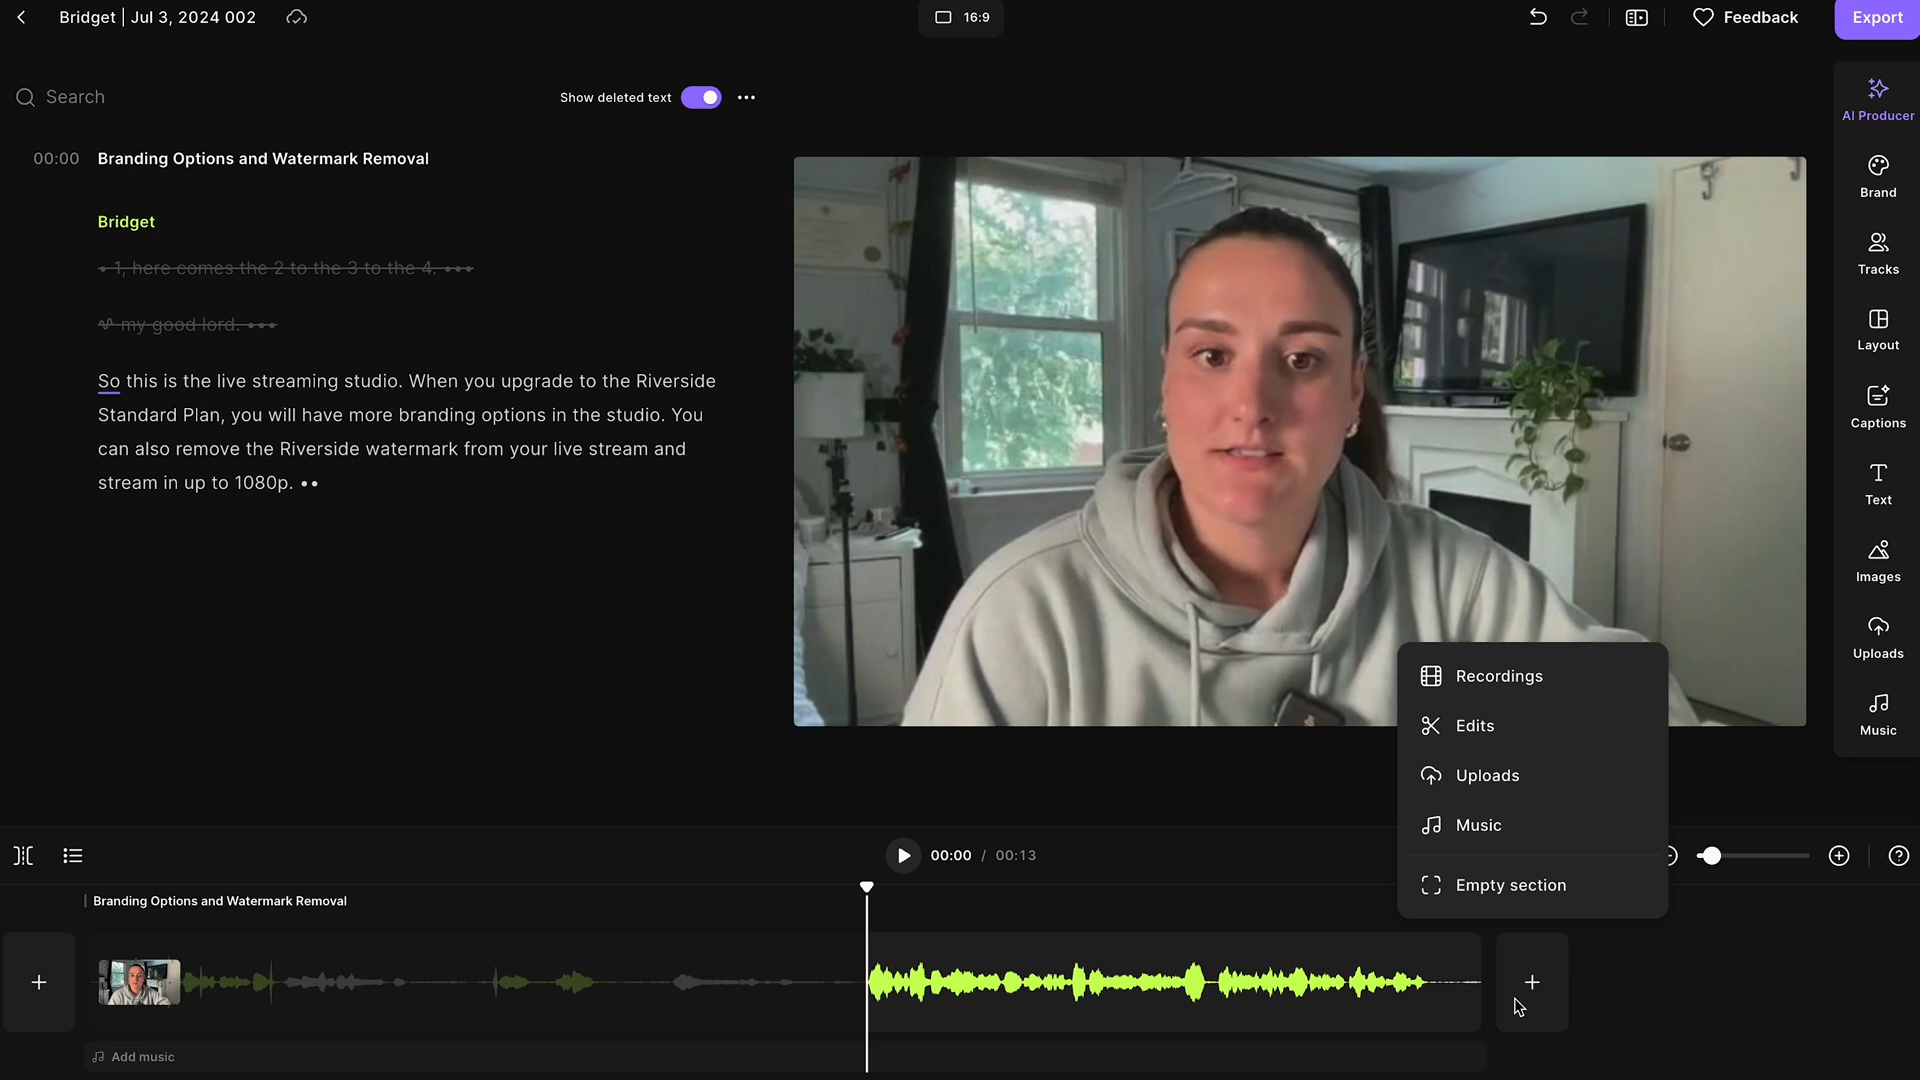 Bridget | Jul 3, 2024 002
16:9
Feedback
Export
Search
Show deleted text
AI Producer
Brand
Tracks
Layout
Captions
Text
Images
Uploads
Music
00:00 Branding Options and Watermark Removal
Bridget
1, here comes the 2 to the 3 to the 4.
my good lord.
So this is the live streaming studio. When you upgrade to the Riverside
Standard Plan, you will have more branding options in the studio. You
can also remove the Riverside watermark from your live stream and
stream in up to 1080p.
Recordings
Edits
Uploads
Music
Empty section
00:00 / 00:13
Branding Options and Watermark Removal
Add music